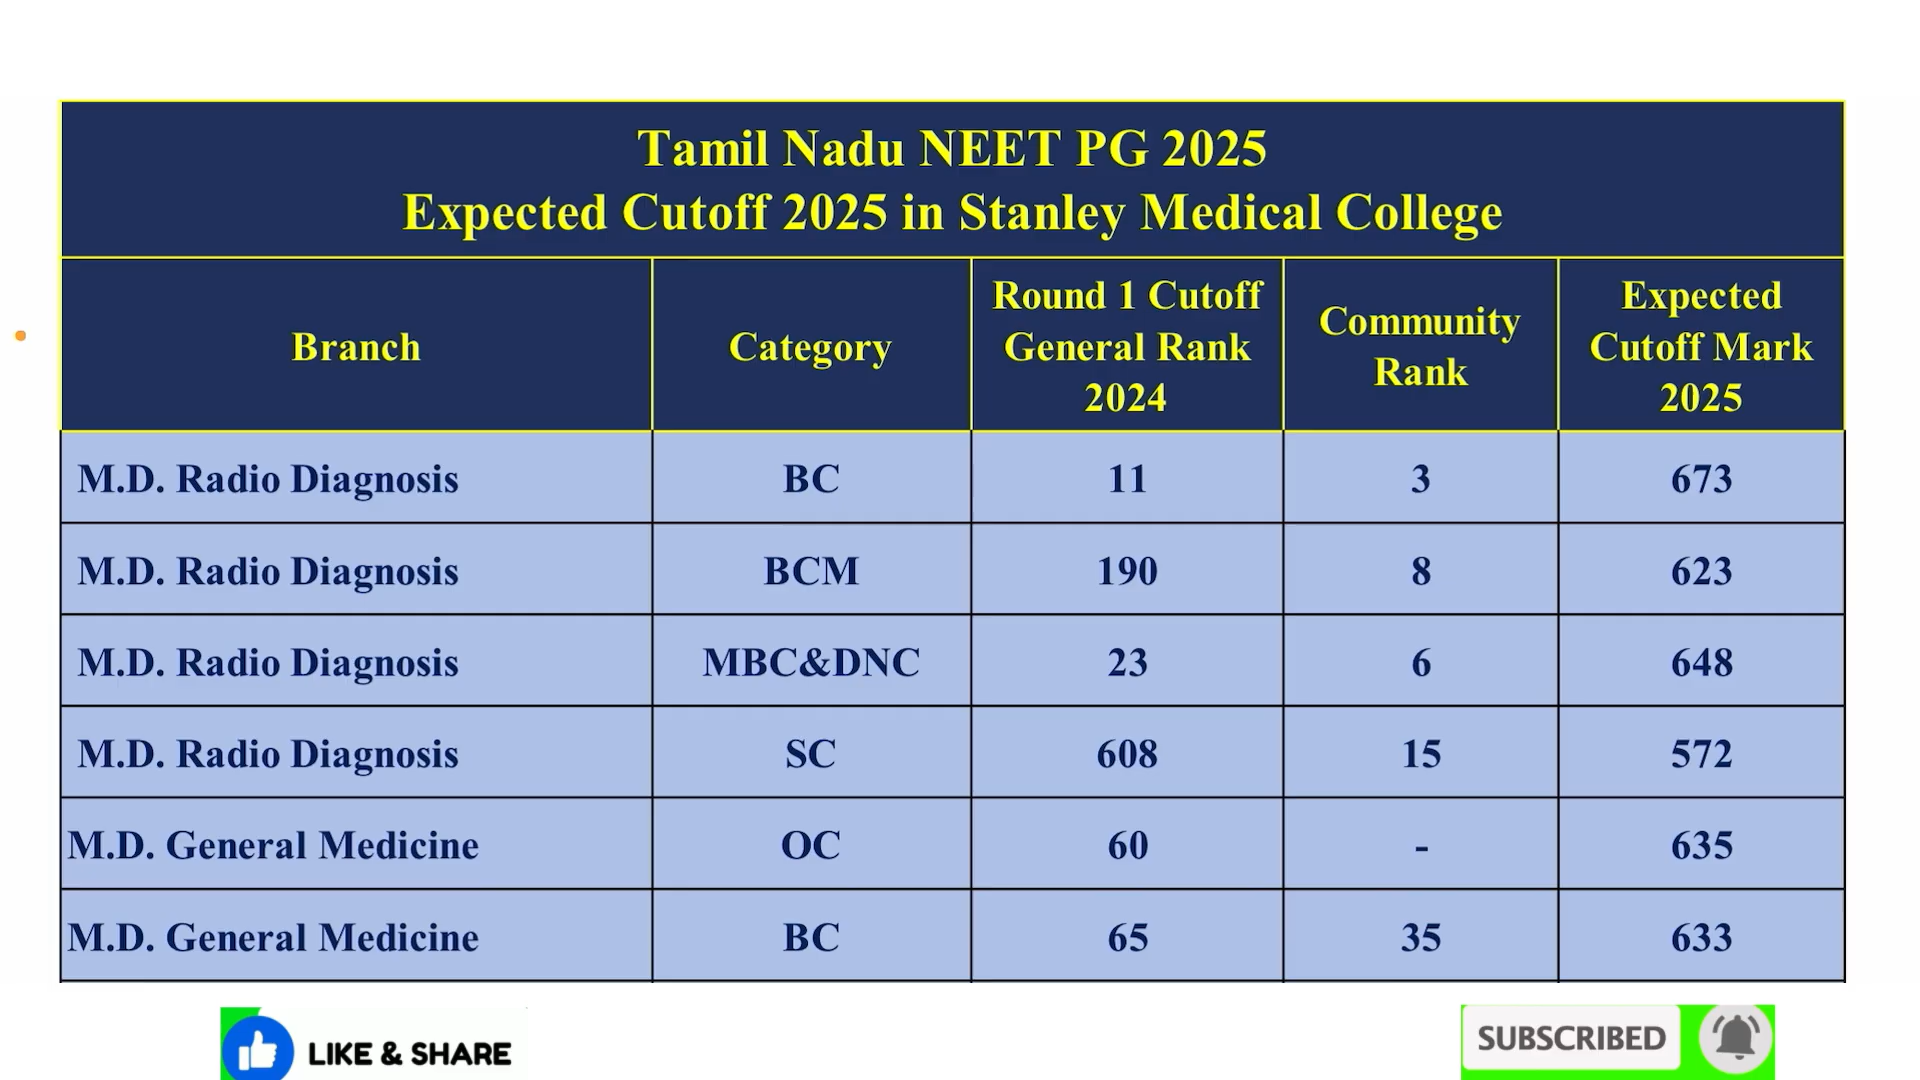 Tamil Nadu NEET PG 2025
Expected Cutoff 2025 in Stanley Medical College
Branch Category Round 1 Cutoff General Rank 2024 Community Rank Expected Cutoff Mark 2025
M.D. Radio Diagnosis BC 11 3 673
M.D. Radio Diagnosis BCM 190 8 623
M.D. Radio Diagnosis MBC&DNC 23 6 648
M.D. Radio Diagnosis SC 608 15 572
M.D. General Medicine OC 60 - 635
M.D. General Medicine BC 65 35 633
LIKE & SHARE
SUBSCRIBED